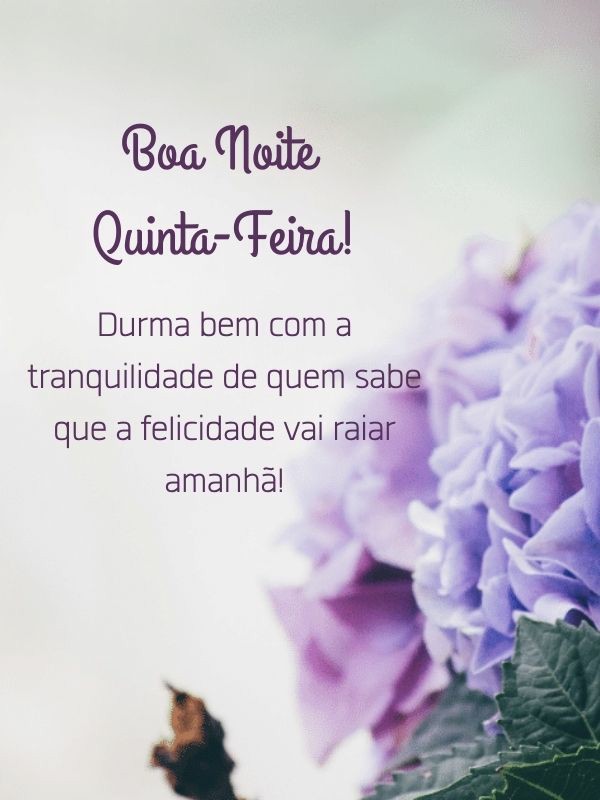 Boa Noite
Quinta-Feira!
Durma bem com a
tranquilidade de quem sabe
que a felicidade vai raiar
amanhã!